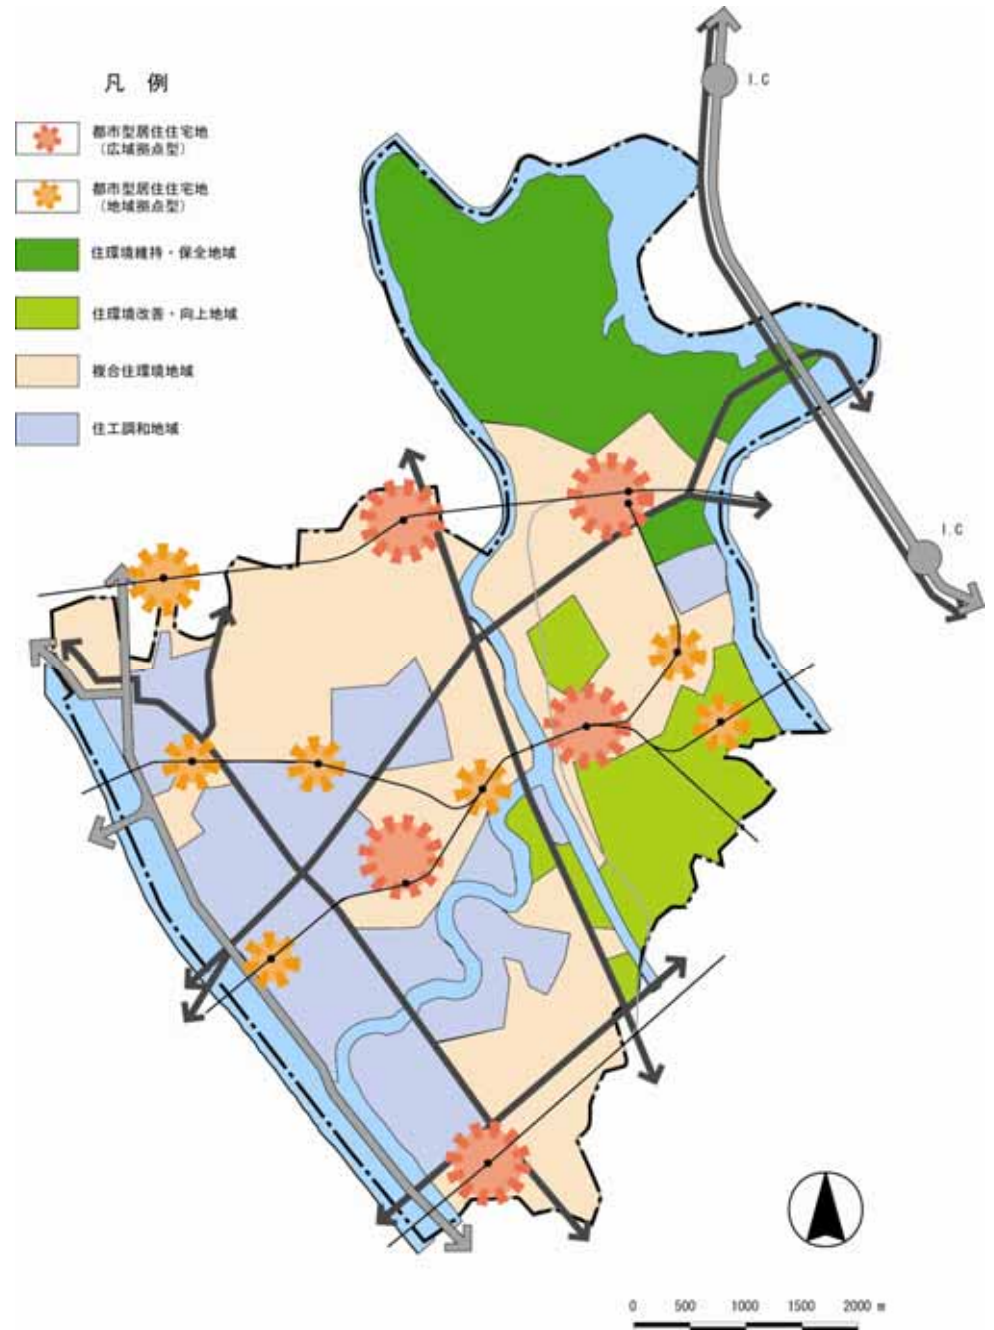 凡 例
都市型居住住宅地
（広域拠点型）
都市型居住住宅地
（地域拠点型）
住環境維持・保全地域
住環境改善・向上地域
複合住環境地域
住工調和地域
I.C
I.C
0 500 1000 1500 2000 m